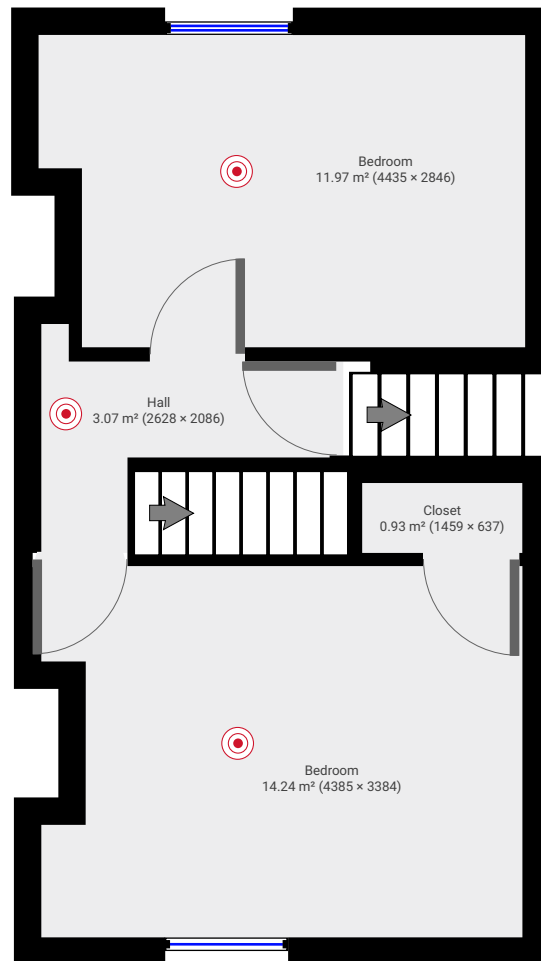 Bedroom
11.97 m² (4435 × 2846)
Hall
3.07 m² (2628 × 2086)
Closet
0.93 m² (1459 × 637)
Bedroom
14.24 m² (4385 × 3384)